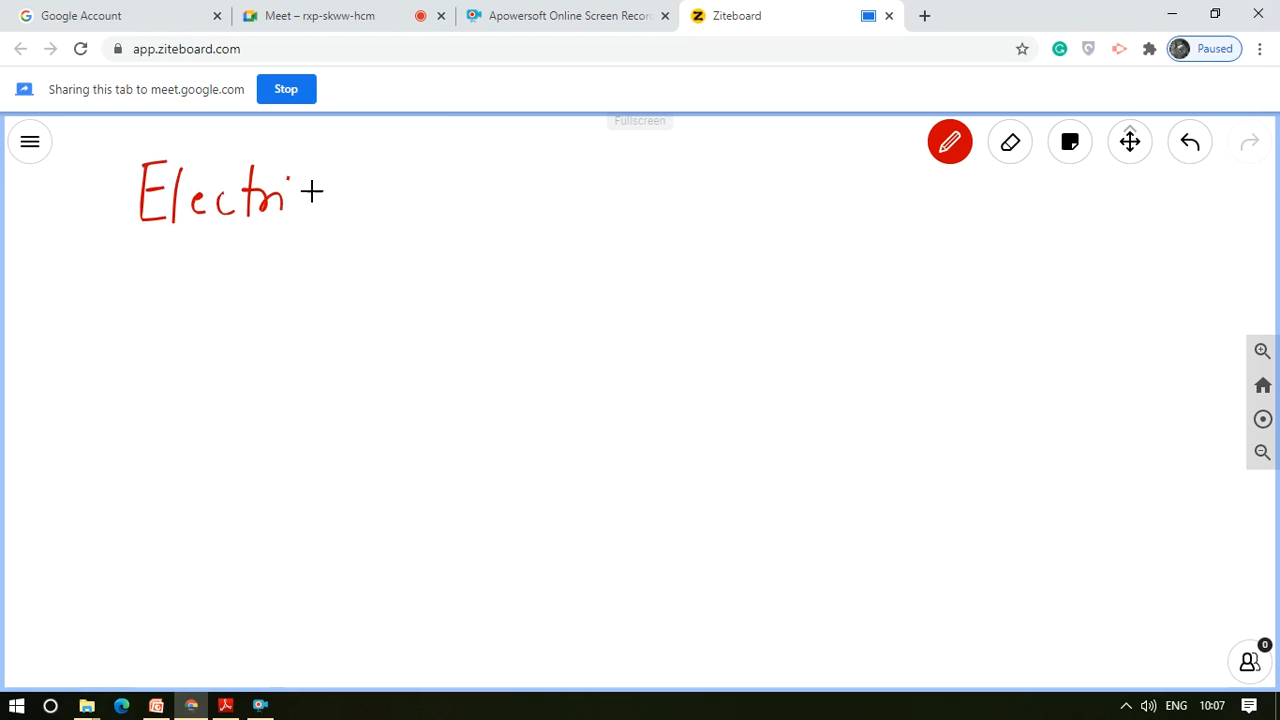 Google Account
Meet – rxp-skww-hcm
Apowersoft Online Screen Recor
Ziteboard
app.ziteboard.com
Paused
Sharing this tab to meet.google.com
Stop
Fullscreen
Electri
0
ENG
10:07